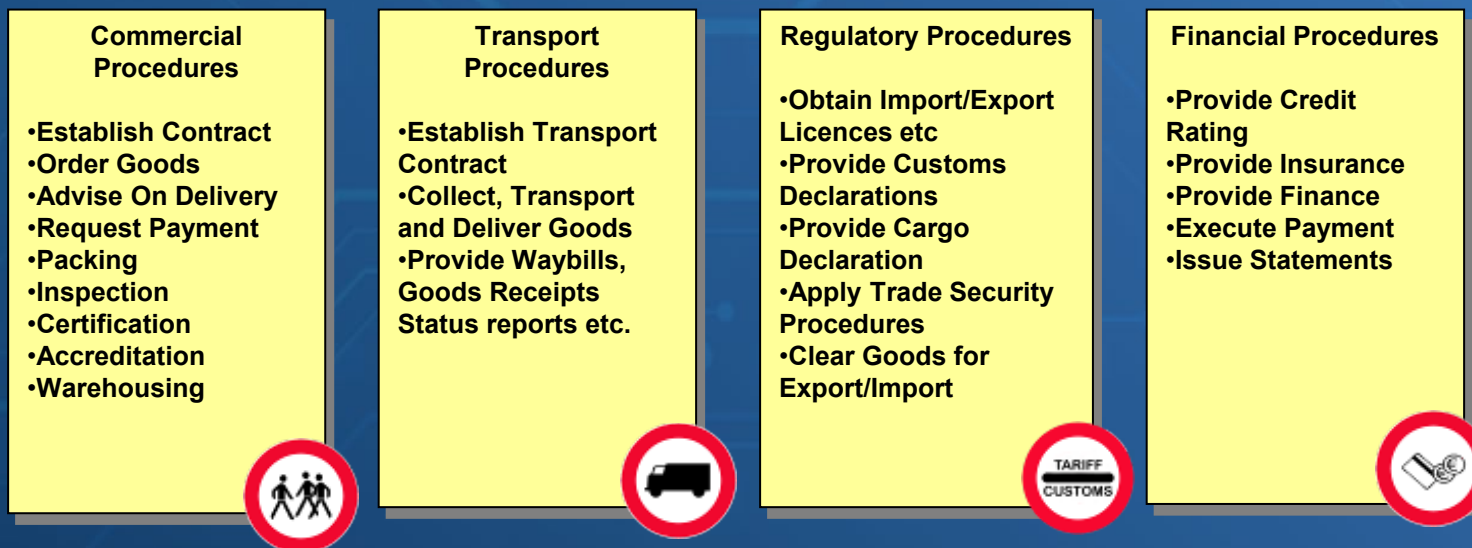 Commercial
Procedures
•Establish Contract
•Order Goods
•Advise On Delivery
•Request Payment
•Packing
•Inspection
•Certification
•Accreditation
•Warehousing
Transport
Procedures
•Establish Transport
Contract
•Collect, Transport
and Deliver Goods
•Provide Waybills,
Goods Receipts
Status reports etc.
Regulatory Procedures
•Obtain Import/Export
Licences etc
•Provide Customs
Declarations
•Provide Cargo
Declaration
•Apply Trade Security
Procedures
•Clear Goods for
Export/Import
TARIFF
CUSTOMS
Financial Procedures
•Provide Credit
Rating
•Provide Insurance
•Provide Finance
•Execute Payment
•Issue Statements